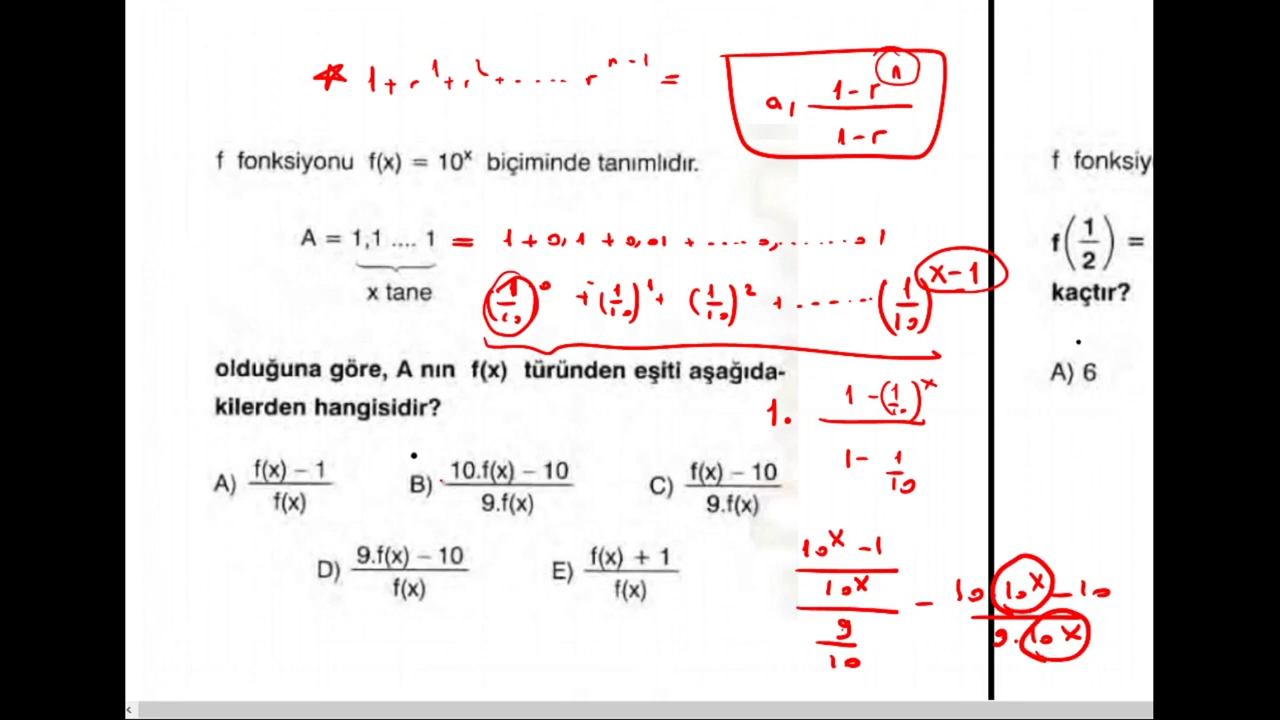 * 1 + r¹ + r² + ..... rⁿ⁻¹ = a₁ (1 - rⁿ)/(1 - r)
f fonksiyonu f(x) = 10ˣ biçiminde tanımlıdır.
A = 1,1 .... 1 = 1 + 0,1 + 0,01 + ..... 0,.......1
x tane
(1/10)⁰ + (1/10)¹ + (1/10)² + ...... (1/10)ˣ⁻¹
olduğuna göre, A nın f(x) türünden eşiti aşağıda-
kilerden hangisidir?
1. (1 - (1/10)ˣ)/(1 - 1/10)
A) (f(x) – 1)/f(x) B) (10.f(x) – 10)/(9.f(x)) C) (f(x) – 10)/(9.f(x))
D) (9.f(x) – 10)/f(x) E) (f(x) + 1)/f(x)
((10ˣ - 1)/10ˣ)/(9/10) - (10 10ˣ - 10)/(9.10ˣ)
f fonksiy
f(1/2) =
kaçtır?
A) 6